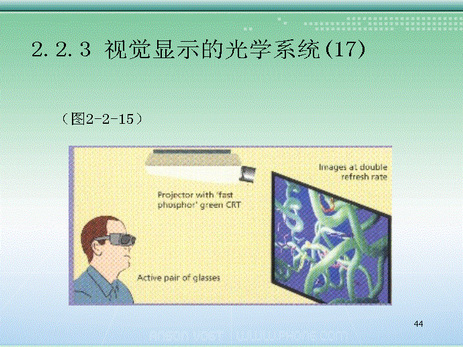 2.2.3 视觉显示的光学系统(17)
（图2-2-15）
Images at double
refresh rate
Projector with 'fast
phosphor' green CRT
Active pair of glasses
44